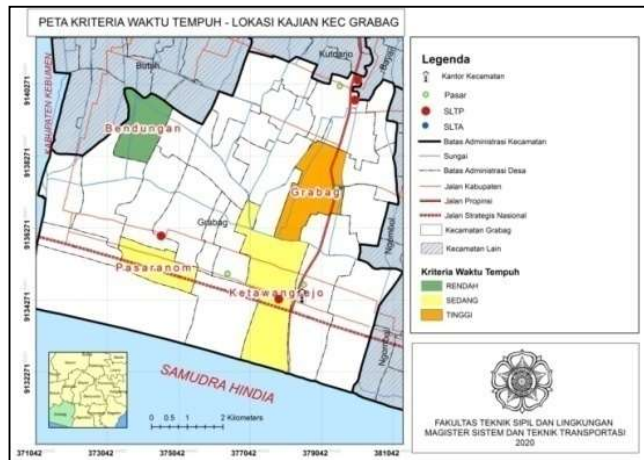 PETA KRITERIA WAKTU TEMPUH - LOKASI KAJIAN KEC GRABAG
Butuh
Kutoarjo
Bayan
KABUPATEN KEBUMEN
Bendungan
Grabag
Grabag
Ngombol
Pasaranom
Ketawangrejo
Ngombol
SAMUDRA HINDIA
0 0,5 1 2 Kilometers
9140271
9138271
9136271
9134271
9132271
371042 373042 375042 377042 379042 381042
Legenda
Kantor Kecamatan
Pasar
SLTP
SLTA
Batas Administrasi Kecamatan
Sungai
Batas Administrasi Desa
Jalan Kabupaten
Jalan Propinsi
Jalan Strategis Nasional
Kecamatan Grabag
Kecamatan Lain
Kriteria Waktu Tempuh
RENDAH
SEDANG
TINGGI
FAKULTAS TEKNIK SIPIL DAN LINGKUNGAN
MAGISTER SISTEM DAN TEKNIK TRANSPORTASI
2020